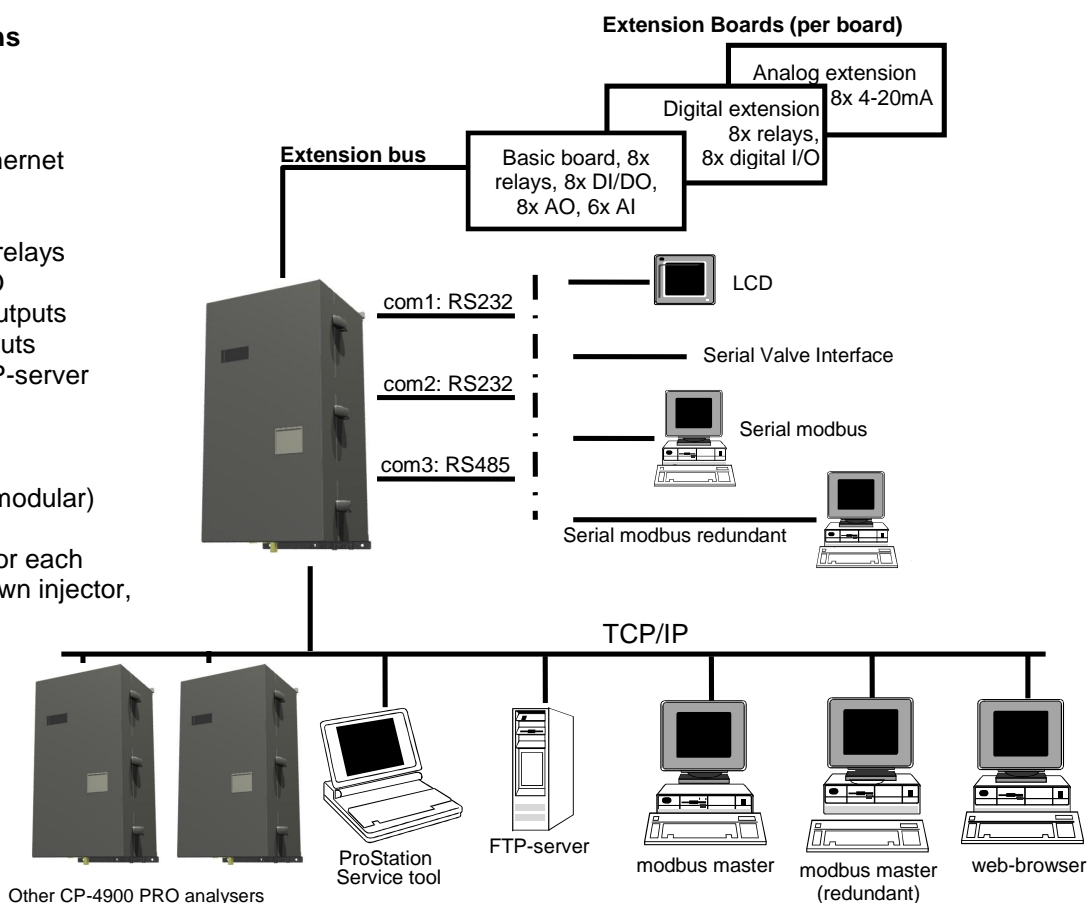 ns
hernet
relays
O
utputs
uts
P-server
modular)
or each
wn injector,
Extension Boards (per board)
Analog extension
8x 4-20mA
Digital extension
8x relays,
8x digital I/O
Basic board, 8x
relays, 8x DI/DO,
8x AO, 6x AI
Extension bus
com1: RS232
com2: RS232
com3: RS485
LCD
Serial Valve Interface
Serial modbus
Serial modbus redundant
TCP/IP
Other CP-4900 PRO analysers
ProStation
Service tool
FTP-server
modbus master
modbus master
(redundant)
web-browser